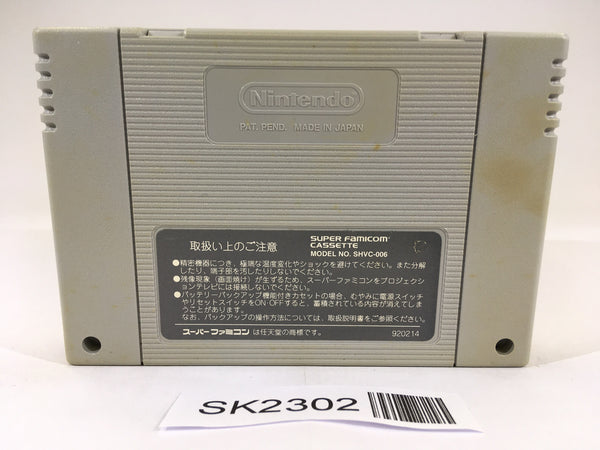 Nintendo
PAT. PEND. MADE IN JAPAN
取扱い上のご注意
SUPER FAMICOM
CASSETTE
MODEL NO. SHVC-006
●精密機器につき、極端な温度変化やショックを避けてください。また分解
したり、端子部を汚したりしないでください。
●残像現象（画面焼け）が生ずるため、スーパーファミコンをプロジェクシ
ョンテレビには接続しないでください。
●バッテリーバックアップ機能付きカセットの場合、むやみに電源スイッチ
やリセットスイッチをON・OFFすると、蓄積されている内容が消えてしま
うことがあります。
なお、バックアップの操作方法については、取扱説明書をご参照ください。
スーパーファミコン は任天堂の商標です。
920214
SK2302